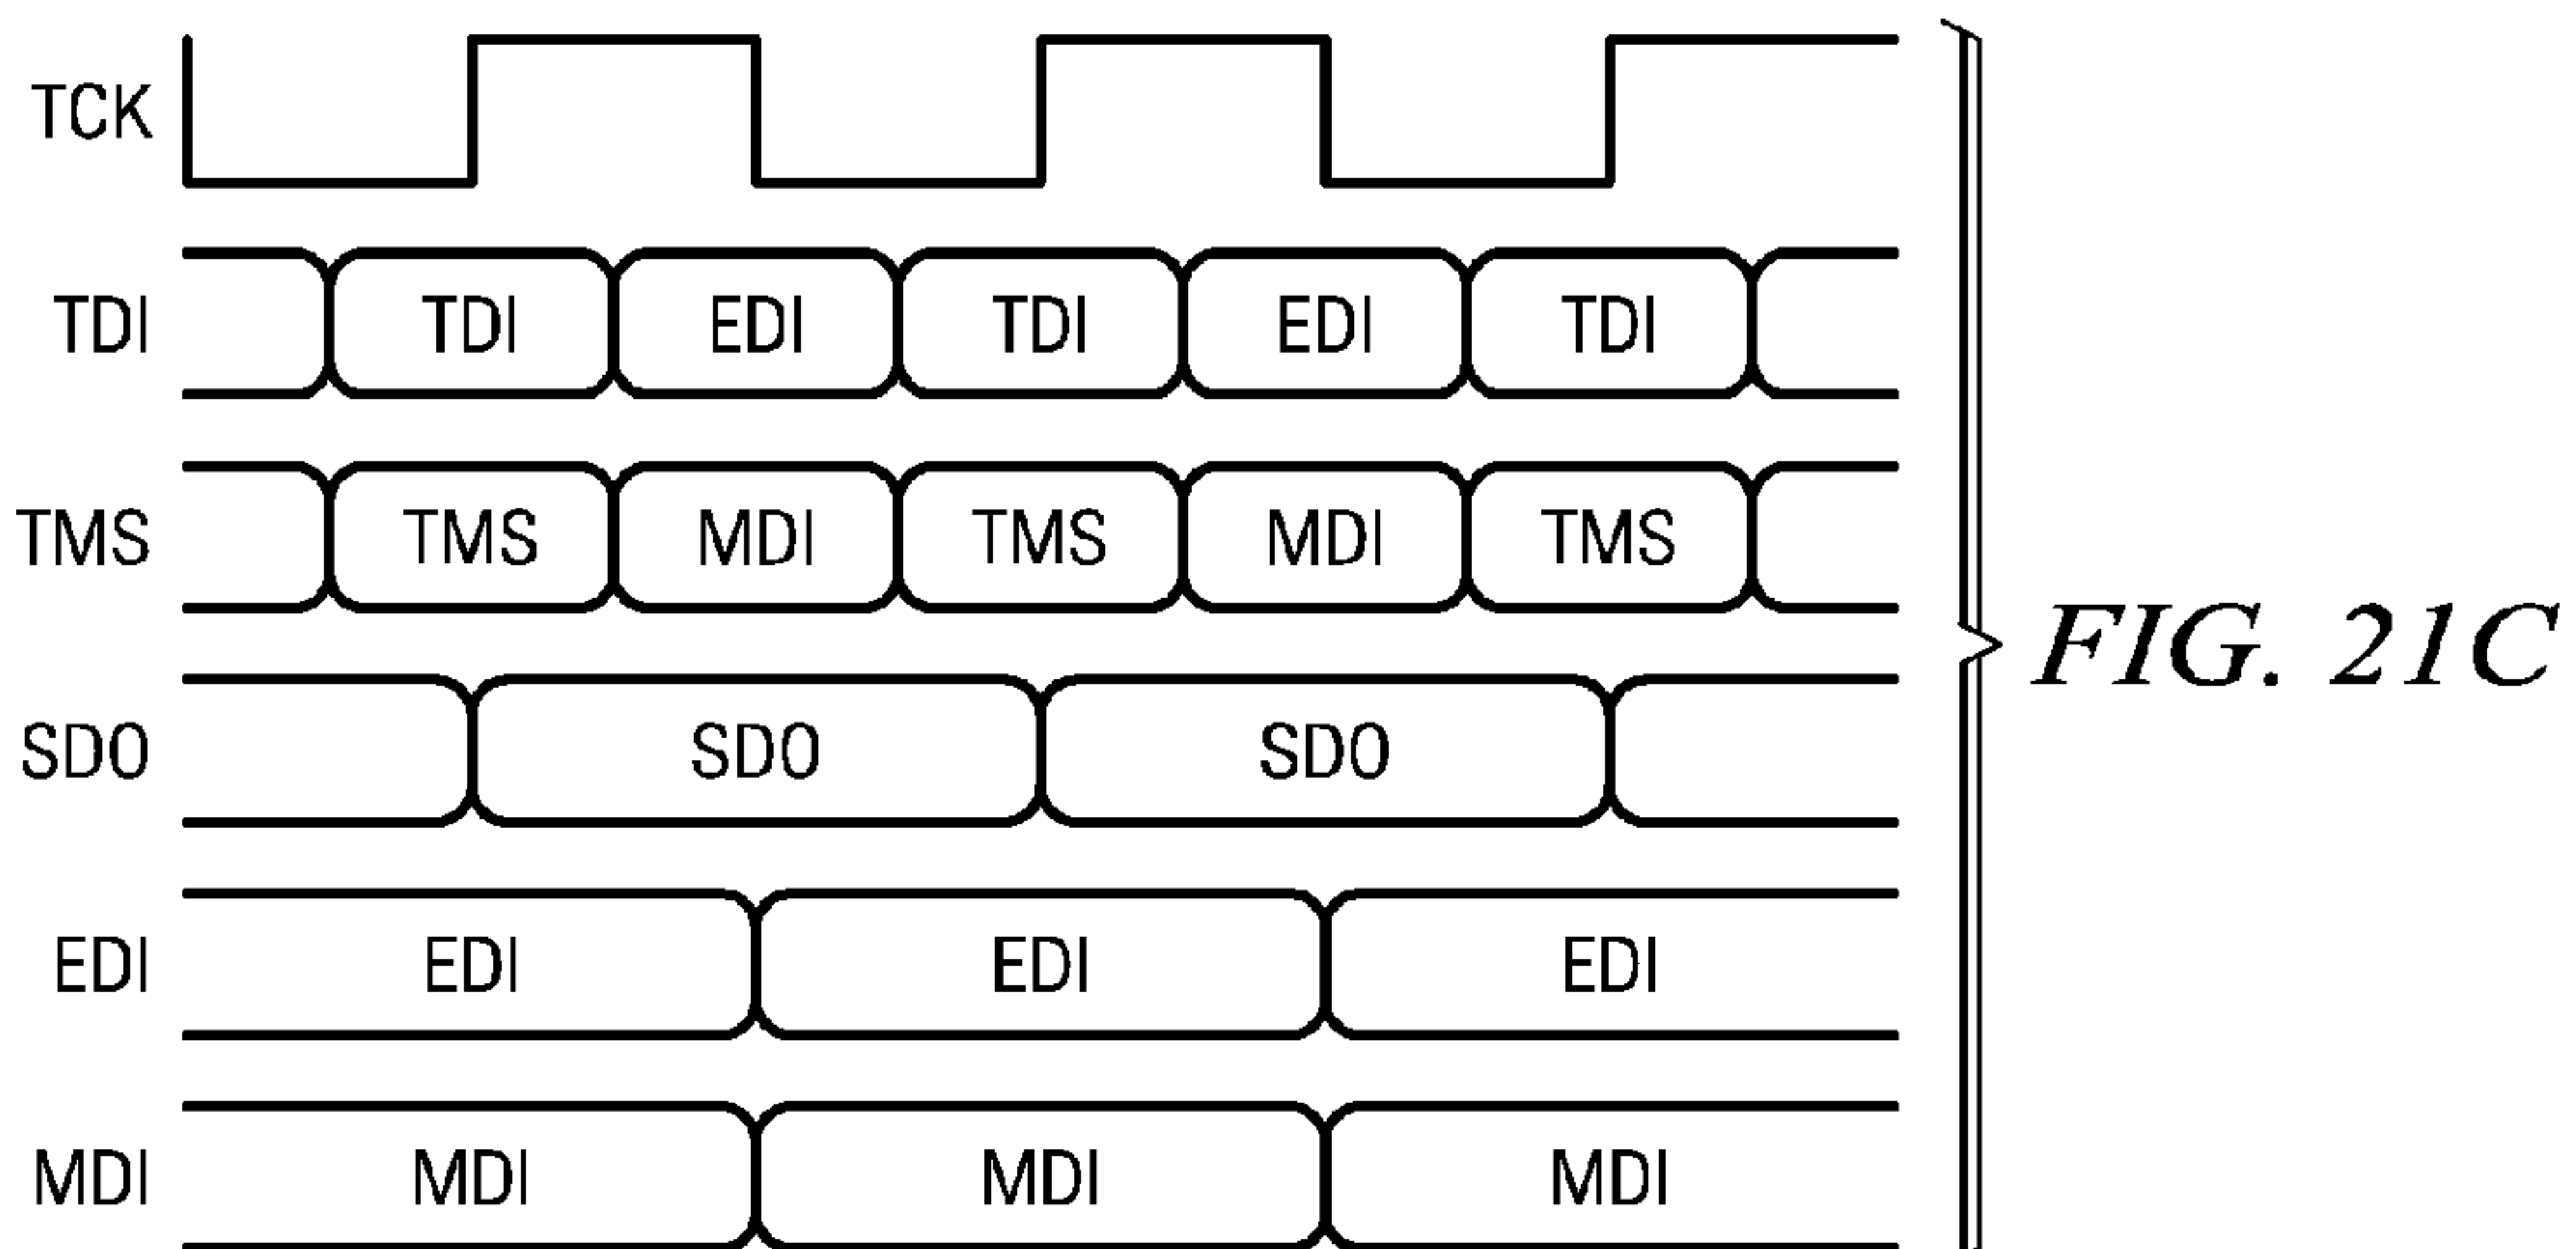 TCK
TDI TDI EDI TDI EDI TDI
TMS TMS MDI TMS MDI TMS
SDO SDO SDO
EDI EDI EDI EDI
MDI MDI MDI MDI
FIG. 21C